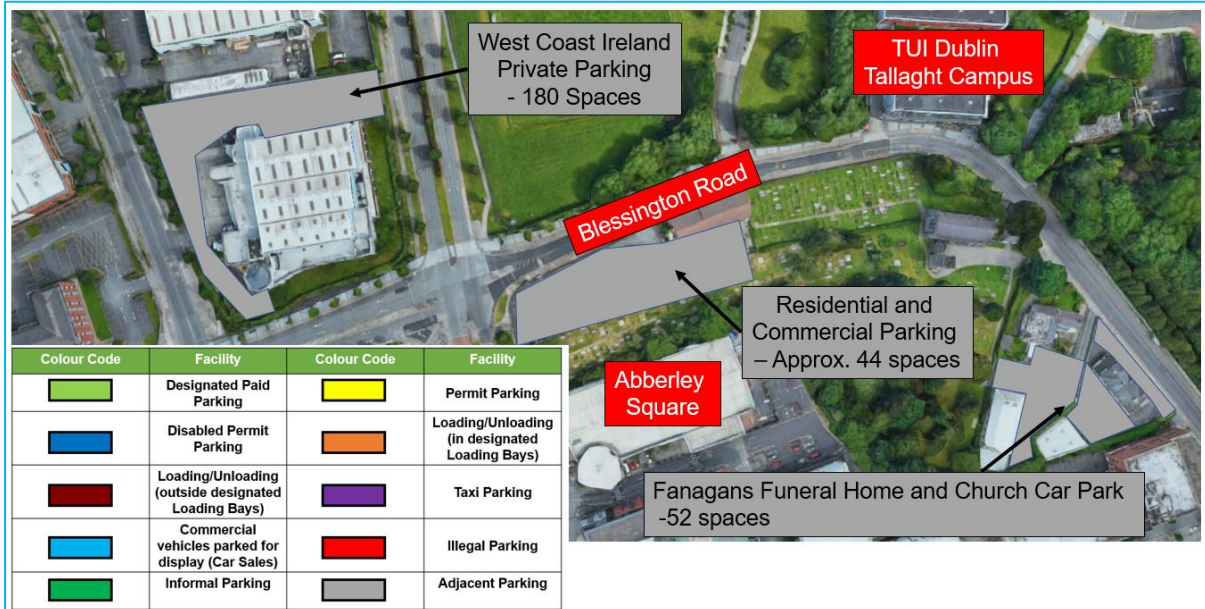 West Coast Ireland
Private Parking
- 180 Spaces
TUI Dublin
Tallaght Campus
Blessington Road
Residential and
Commercial Parking
– Approx. 44 spaces
Abberley
Square
Fanagans Funeral Home and Church Car Park
-52 spaces
Colour Code
Facility
Colour Code
Facility
Designated Paid
Parking
Permit Parking
Disabled Permit
Parking
Loading/Unloading
(in designated
Loading Bays)
Loading/Unloading
(outside designated
Loading Bays)
Taxi Parking
Commercial
vehicles parked for
display (Car Sales)
Illegal Parking
Informal Parking
Adjacent Parking